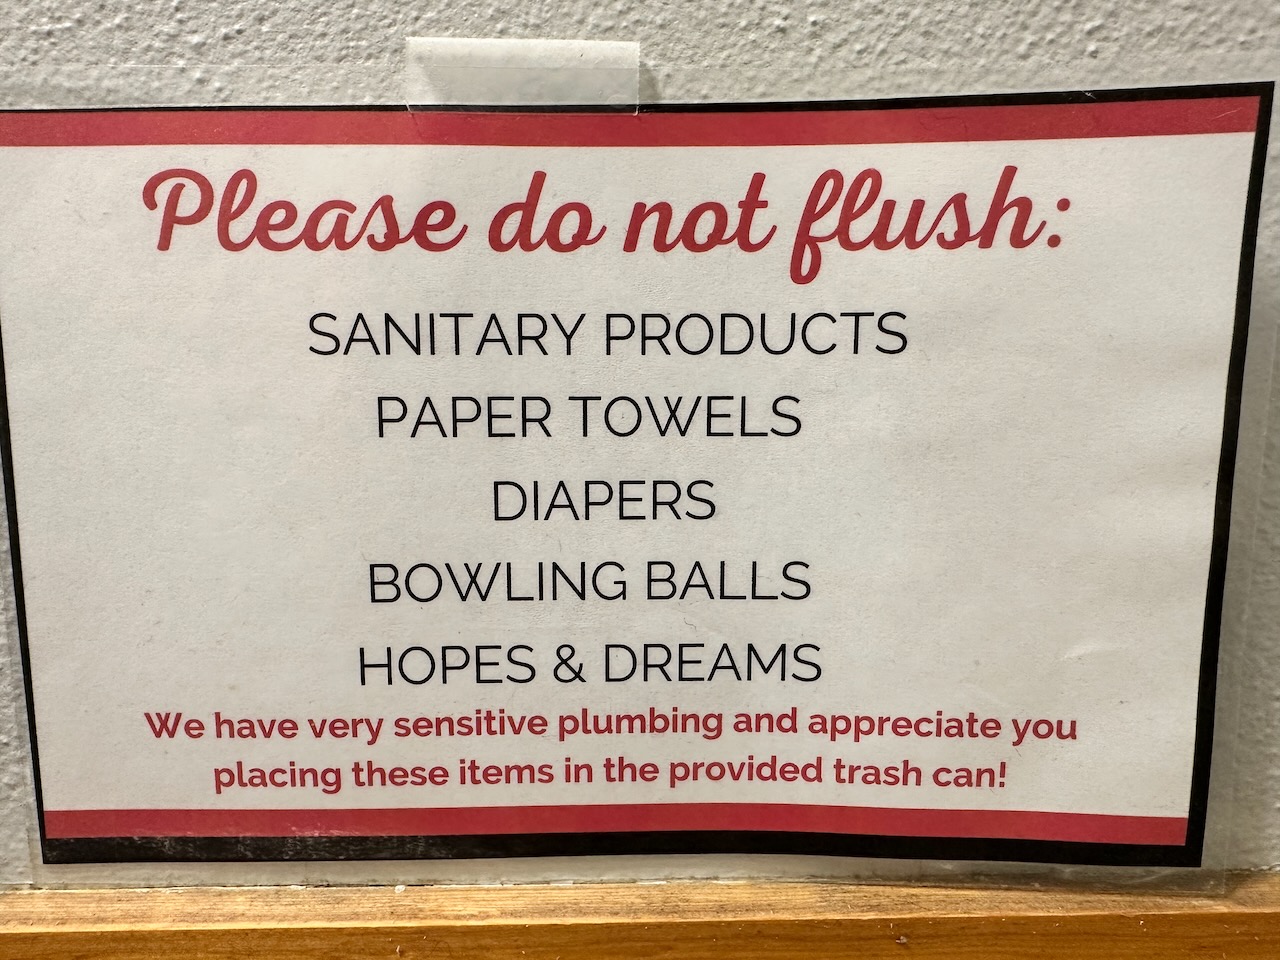 Please do not flush:
SANITARY PRODUCTS
PAPER TOWELS
DIAPERS
BOWLING BALLS
HOPES & DREAMS
We have very sensitive plumbing and appreciate you
placing these items in the provided trash can!